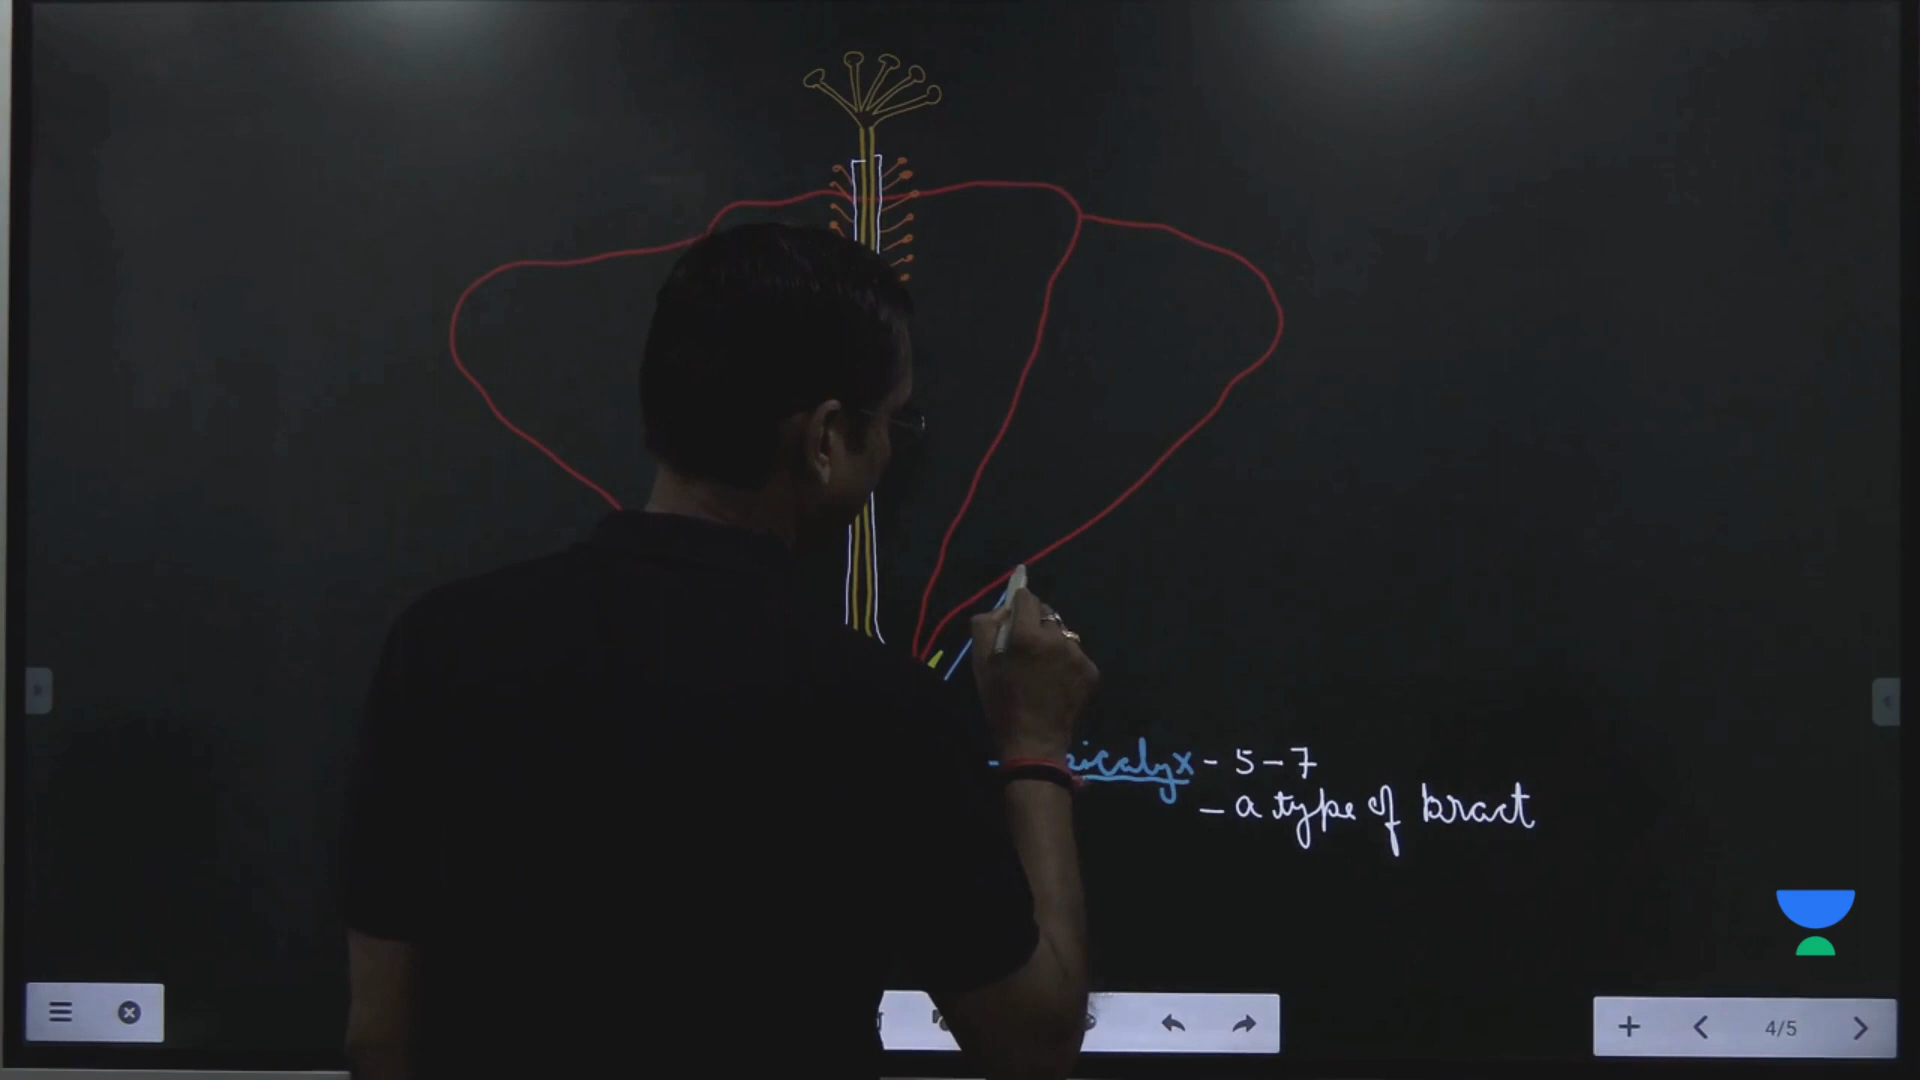 - 5-7
- a type of bract
4/5